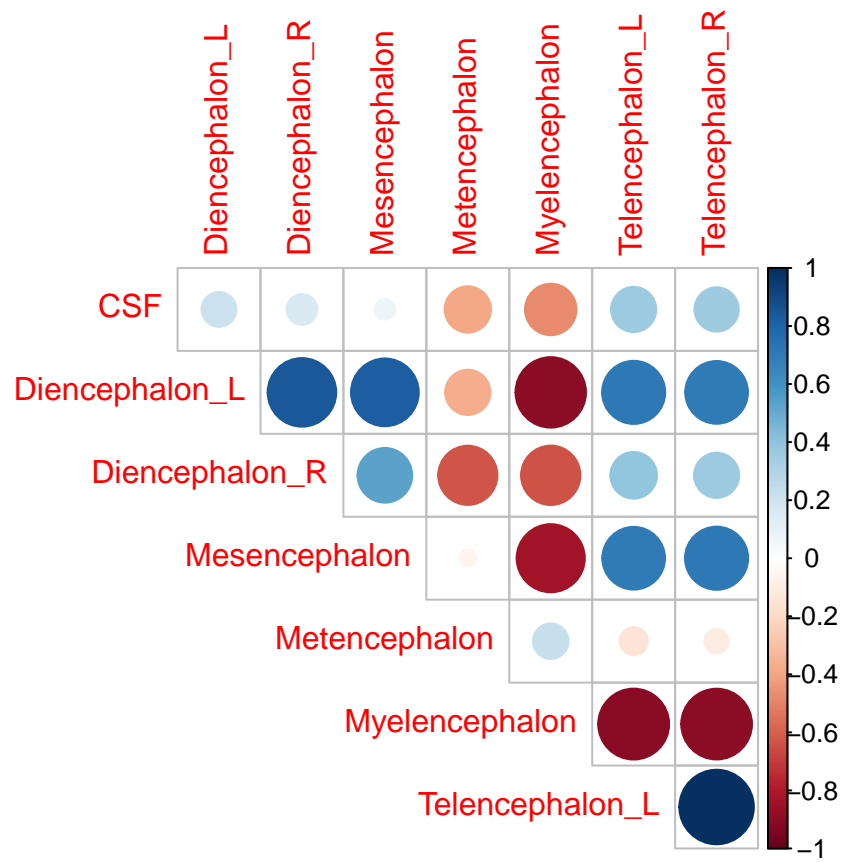 Diencephalon_L
Diencephalon_R
Mesencephalon
Metencephalon
Myelencephalon
Telencephalon_L
Telencephalon_R
CSF
Diencephalon_L
Diencephalon_R
Mesencephalon
Metencephalon
Myelencephalon
Telencephalon_L
1
0.8
0.6
0.4
0.2
0
−0.2
−0.4
−0.6
−0.8
−1